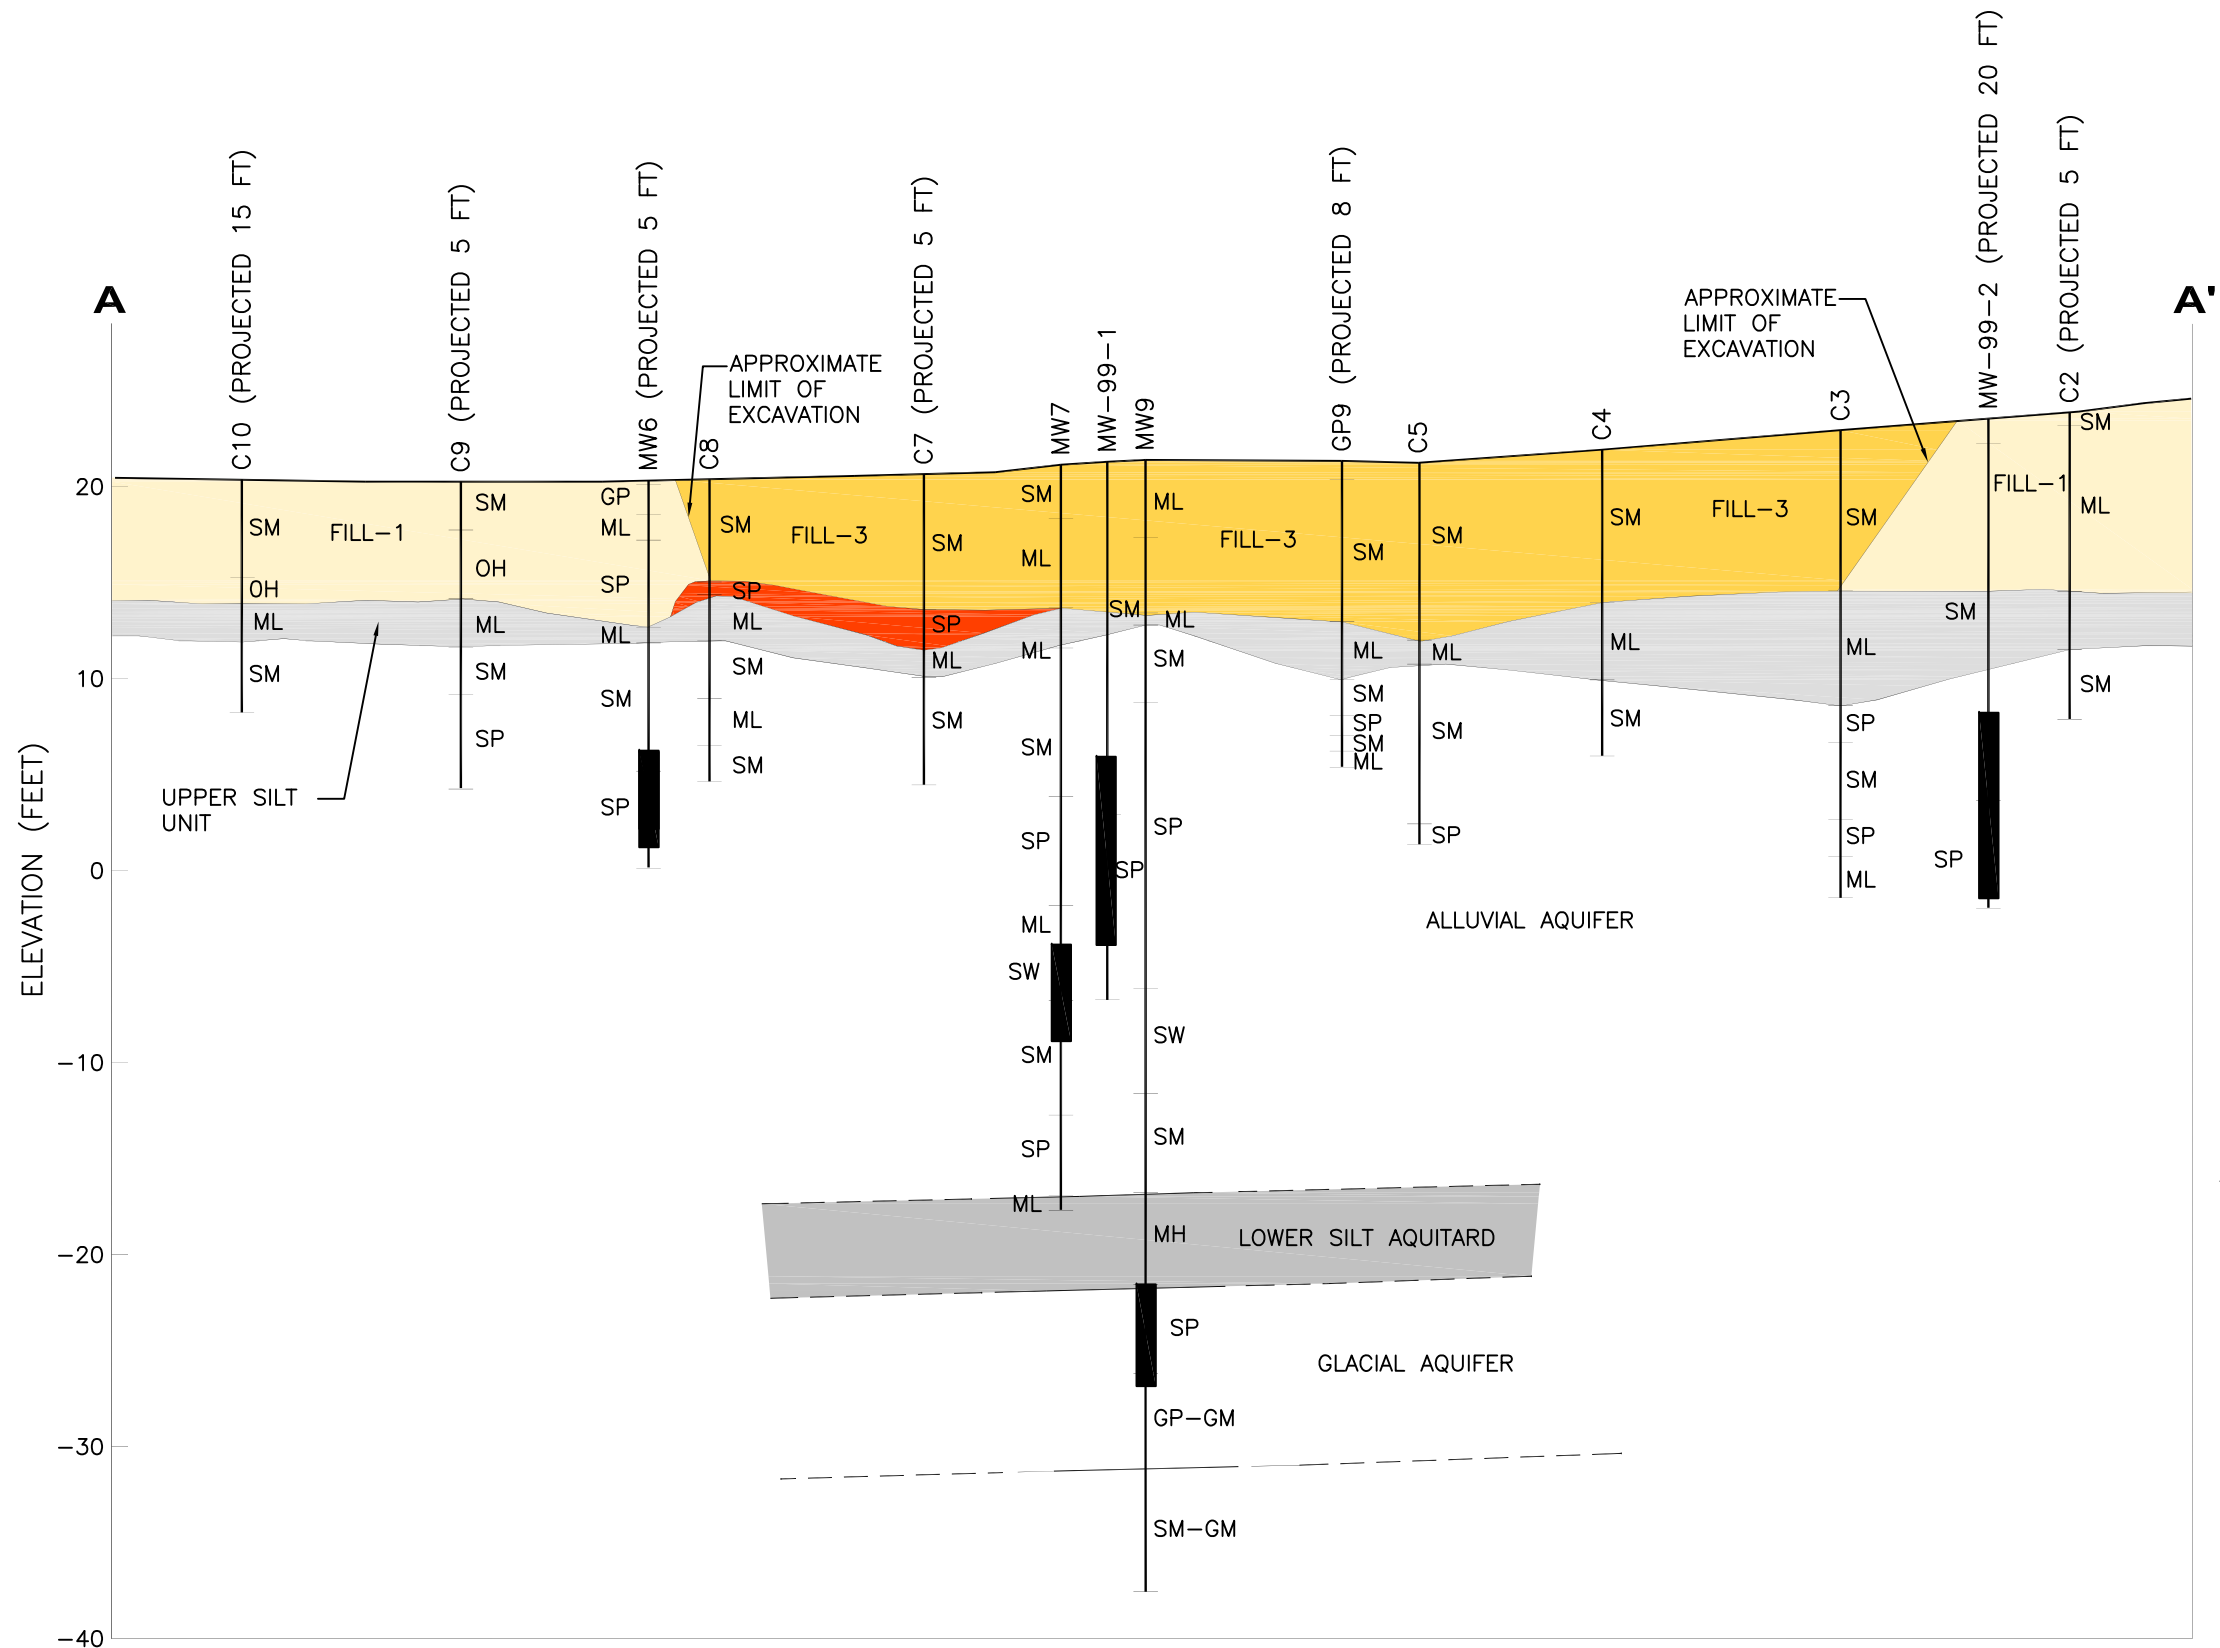 C10 (PROJECTED 15 FT)
C9 (PROJECTED 5 FT)
MW6 (PROJECTED 5 FT)
C8
C7 (PROJECTED 5 FT)
MW7
MW-99-1
MW9
GP9 (PROJECTED 8 FT)
C5
C4
C3
MW-99-2 (PROJECTED 20 FT)
C2 (PROJECTED 5 FT)
A
A'
APPROXIMATE
LIMIT OF
EXCAVATION
APPROXIMATE
LIMIT OF
EXCAVATION
ELEVATION (FEET)
20
10
0
-10
-20
-30
-40
SM
OH
ML
SM
FILL-1
SM
OH
ML
SM
SP
GP
ML
SP
ML
SM
SP
SM
SP
ML
SM
ML
SM
FILL-3
SM
SP
ML
SM
SM
ML
ML
SM
SP
ML
SW
SM
SP
ML
SM
SP
ML
ML
SM
SP
SW
SM
MH
SP
GP-GM
SM-GM
FILL-3
SM
ML
SM
SP
SM
ML
SM
ML
SM
SP
SM
ML
SM
FILL-3
SM
ML
SP
SM
SP
ML
FILL-1
SM
SP
SM
ML
SM
UPPER SILT
UNIT
ALLUVIAL AQUIFER
LOWER SILT AQUITARD
GLACIAL AQUIFER